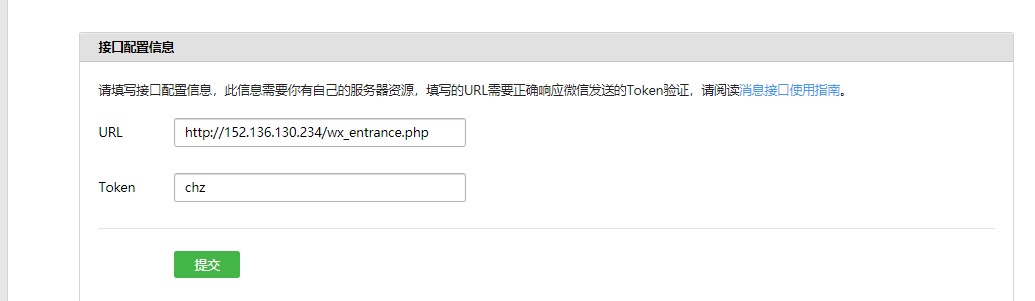 接口配置信息
请填写接口配置信息，此信息需要你有自己的服务器资源，填写的URL需要正确响应微信发送的Token验证，请阅读消息接口使用指南。
URL http://152.136.130.234/wx_entrance.php
Token chz
提交